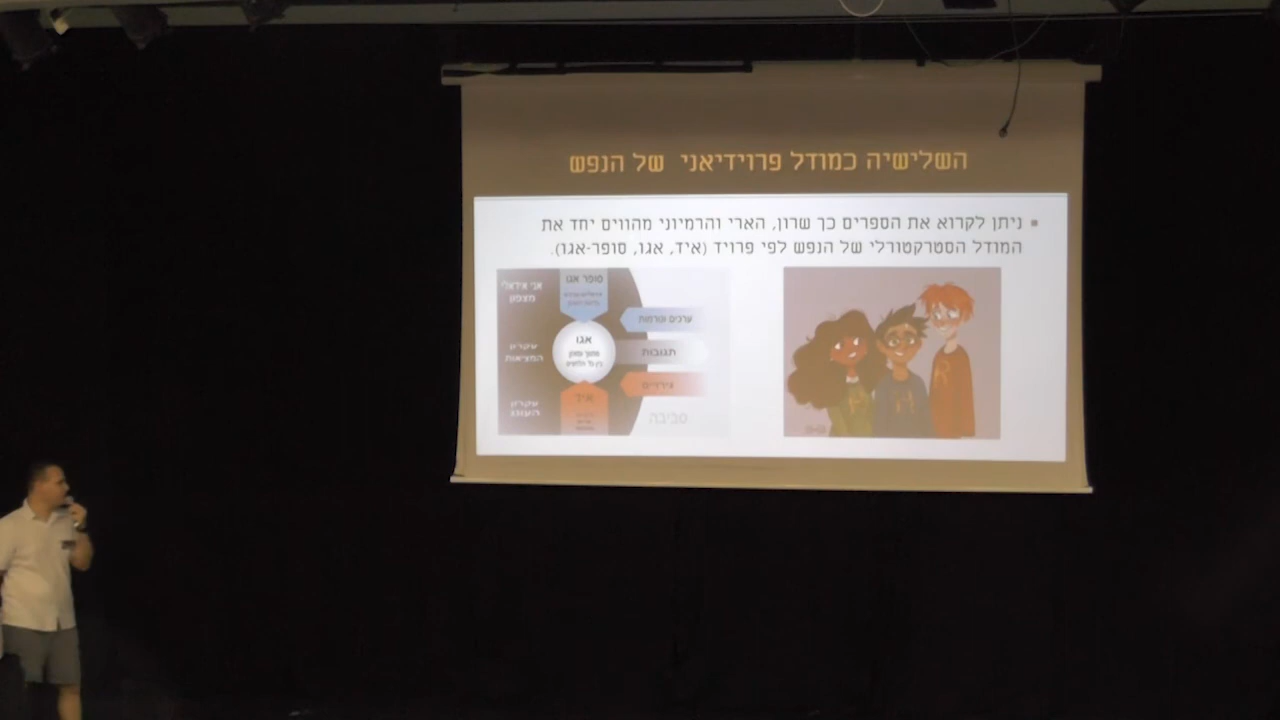 השלישיה כמודל פרוידיאני של הנפש
▪ ניתן לקרוא את הספרים כך שרון, הארי והרמיוני מהווים יחד את
המודל הסטרקטורלי של הנפש לפי פרויד (איד, אגו, סופר-אגו).
סופר אגו
אני אידאלי
מצפון
ערכים ונורמות
אגו
עקרון
המציאות
תגובות
גירויים
איד
עקרון
העונג
סביבה
R
R
R